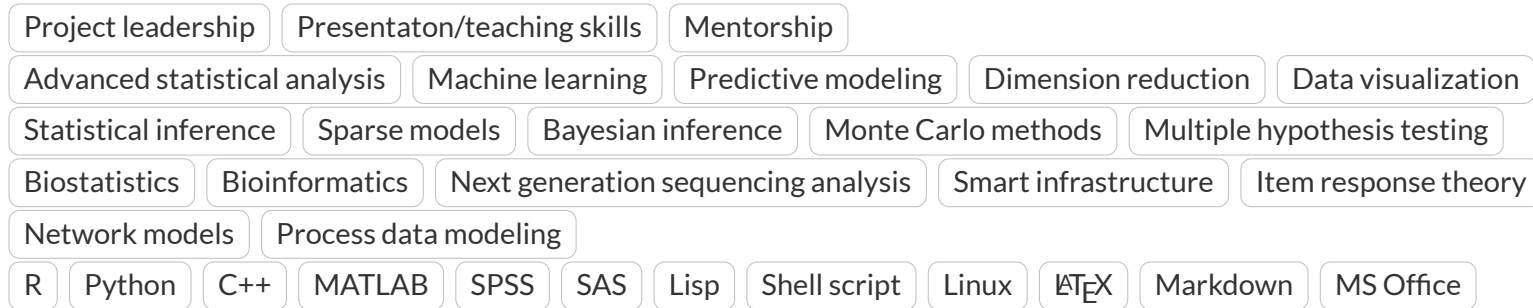 Project leadership Presentaton/teaching skills Mentorship
Advanced statistical analysis Machine learning Predictive modeling Dimension reduction Data visualization
Statistical inference Sparse models Bayesian inference Monte Carlo methods Multiple hypothesis testing
Biostatistics Bioinformatics Next generation sequencing analysis Smart infrastructure Item response theory
Network models Process data modeling
R Python C++ MATLAB SPSS SAS Lisp Shell script Linux LATEX Markdown MS Office